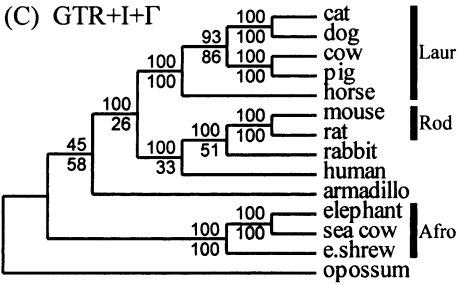 (C) GTR+I+Γ
100 cat
93 100 dog
86 100 cow
100 pig Laur
100
100 horse
100 mouse
100 100 rat Rod
100 51 rabbit
26 100
33 human
45
58 armadillo
100 elephant
100 100 sea cow Afro
100 e.shrew
opossum